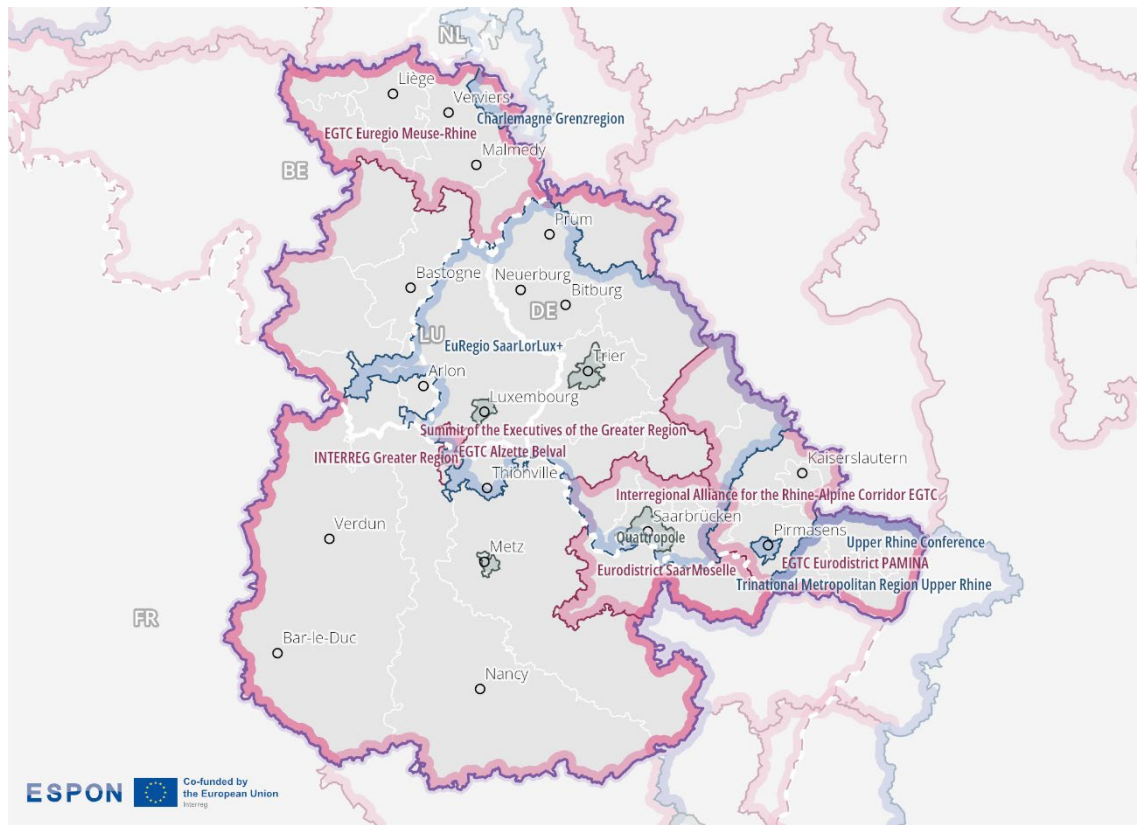 NL
Liège
Verviers
Charlemagne Grenzregion
EGTC Euregio Meuse-Rhine
Malmedy
BE
Prüm
Bastogne
Neuerburg
Bitburg
DE
LU
EuRegio SaarLorLux+
Trier
Arlon
Luxembourg
Summit of the Executives of the Greater Region
INTERREG Greater Region
EGTC Alzette Belval
Thionville
Kaiserslautern
Interregional Alliance for the Rhine-Alpine Corridor EGTC
Saarbrücken
Quattropole
Verdun
Metz
Pirmasens
Upper Rhine Conference
EGTC Eurodistrict PAMINA
Eurodistrict SaarMoselle
Trinational Metropolitan Region Upper Rhine
FR
Bar-le-Duc
Nancy
ESPON
Co-funded by
the European Union
Interreg